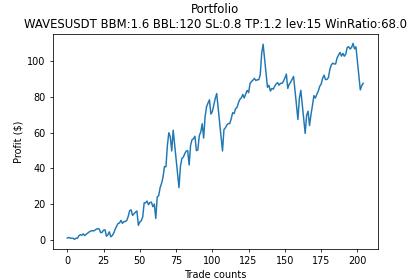 Portfolio
WAVESUSDT BBM:1.6 BBL:120 SL:0.8 TP:1.2 lev:15 WinRatio:68.0
Profit ($)
100
80
60
40
20
0
0 25 50 75 100 125 150 175 200
Trade counts